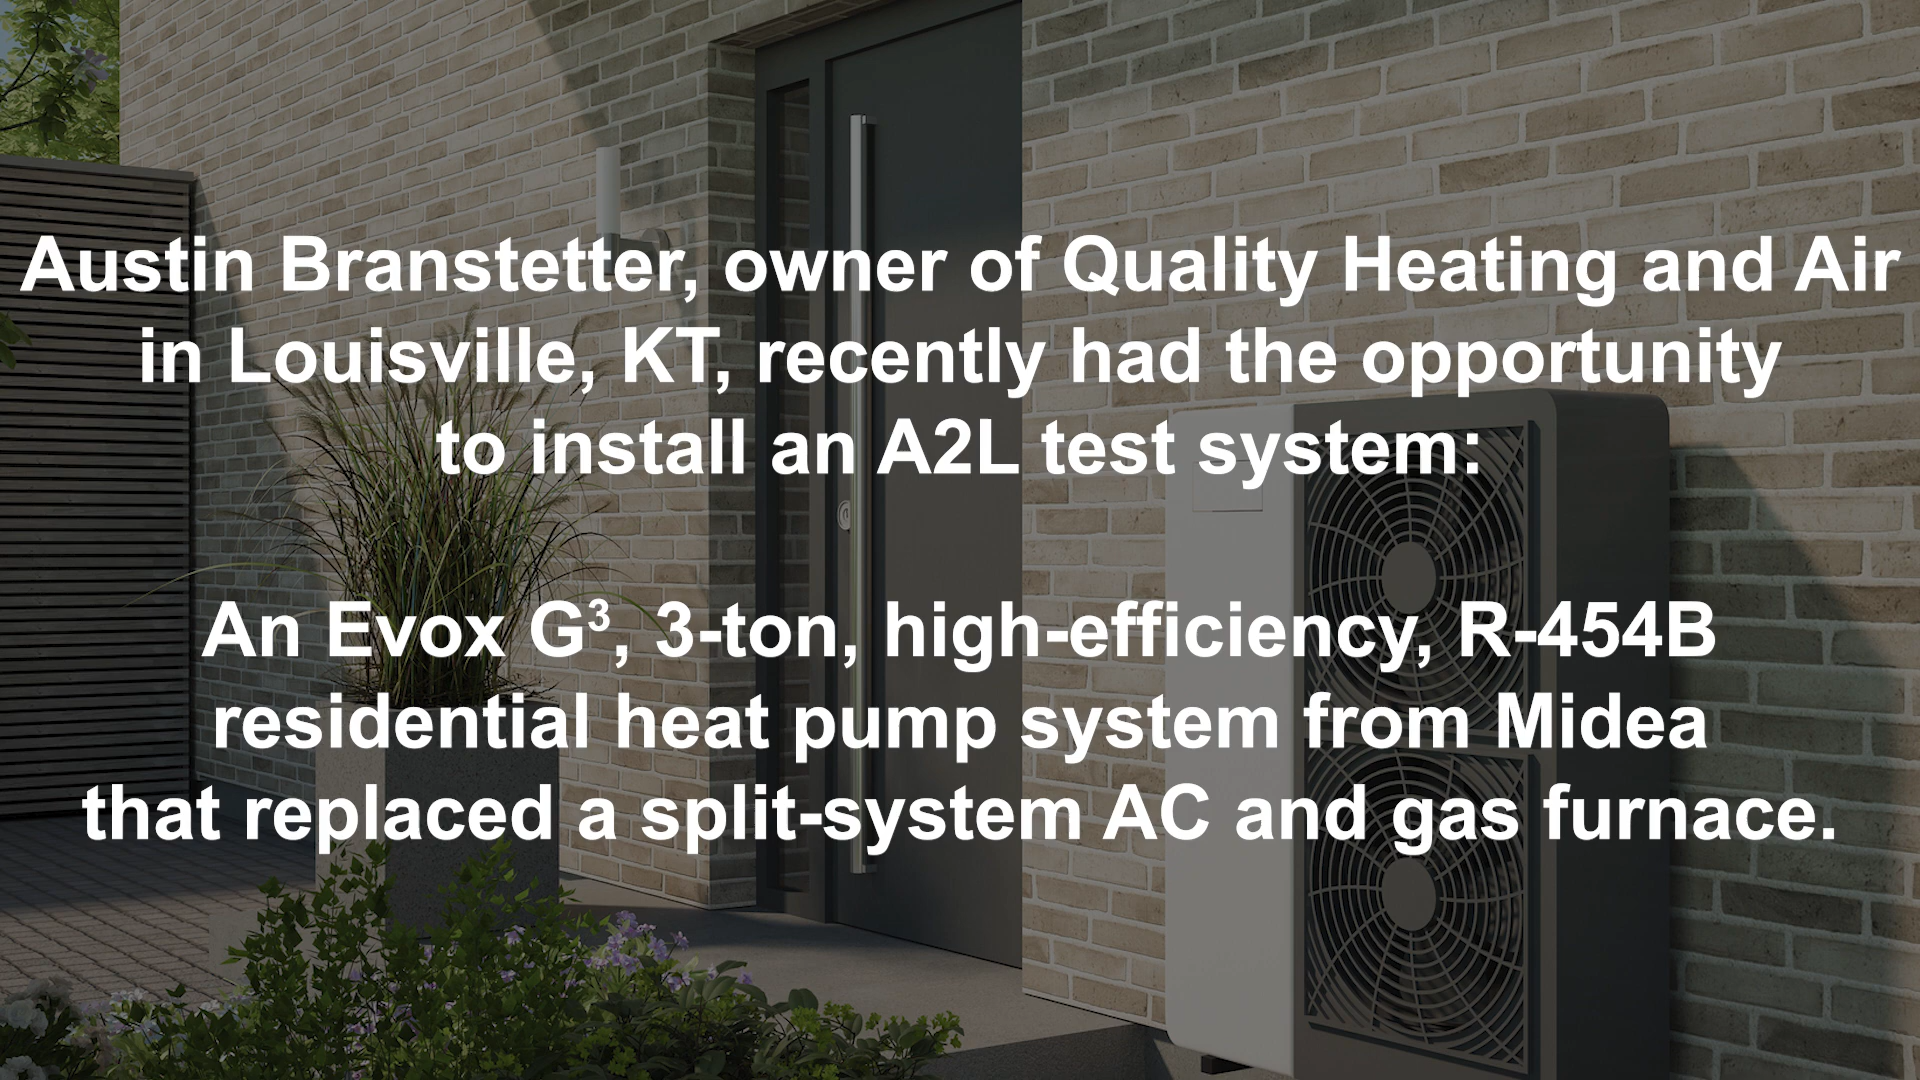 Austin Branstetter, owner of Quality Heating and Air
in Louisville, KT, recently had the opportunity
to install an A2L test system:
An Evox G³, 3-ton, high-efficiency, R-454B
residential heat pump system from Midea
that replaced a split-system AC and gas furnace.